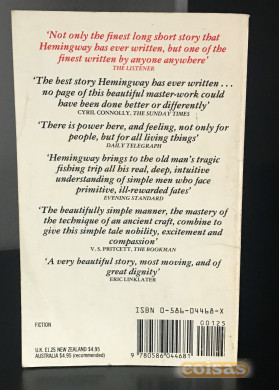 'Not only the finest long short story that
Hemingway has ever written, but one of the
finest written by anyone anywhere'
THE LISTENER
'The best story Hemingway has ever written ...
no page of this beautiful master-work could
have been done better or differently'
CYRIL CONNOLLY, THE SUNDAY TIMES
'There is power here, and feeling, not only for
people, but for all living things'
DAILY TELEGRAPH
'Hemingway brings to the old man's tragic
fishing trip all his real, deep, intuitive
understanding of simple men who face
primitive, ill-rewarded fates'
EVENING STANDARD
'The beautifully simple manner, the mastery of
the technique of an ancient craft, combine to
give this simple tale nobility, excitement and
compassion'
V. S. PRITCETT, THE BOOKMAN
'A very beautiful story, most moving, and of
great dignity'
ERIC LINKLATER
ISBN 0-586-04468-X
00125
FICTION
U.K. £1.25 NEW ZEALAND $4.95
AUSTRALIA $4.95 (recommended)
9 780586 044681
coisas